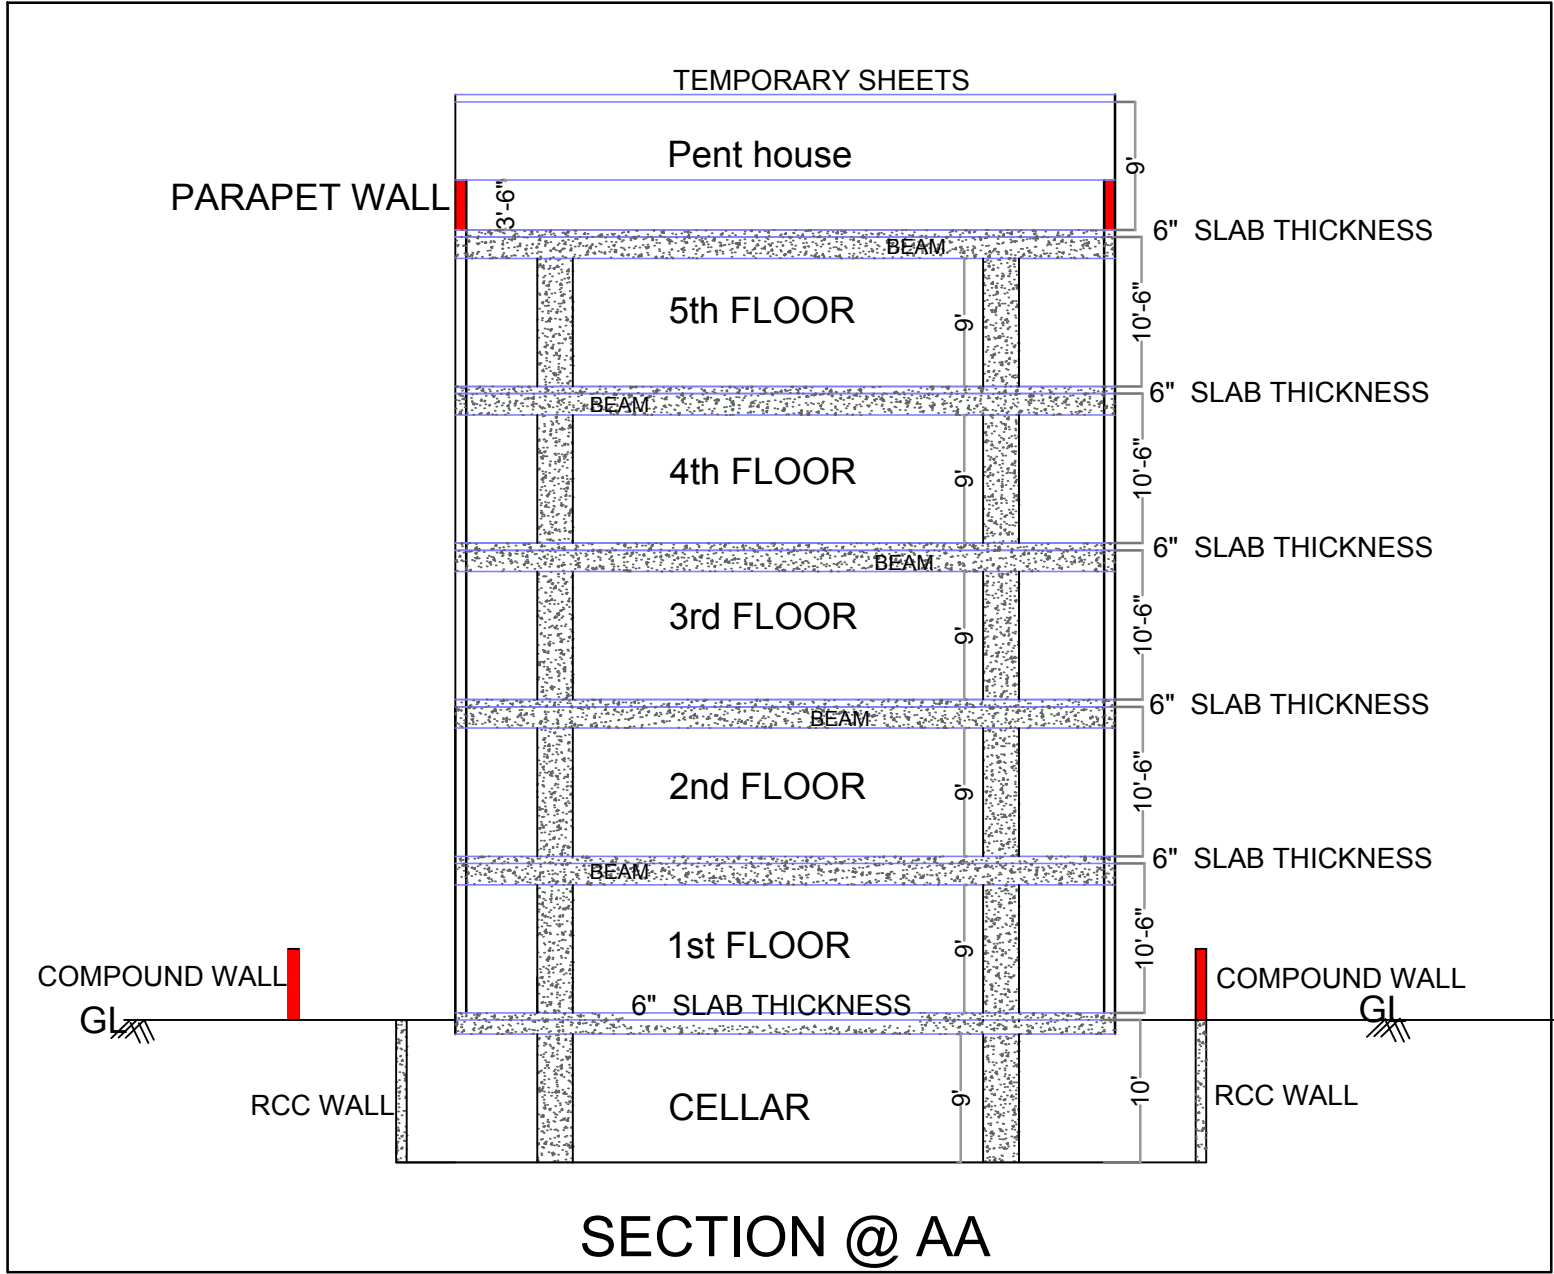 TEMPORARY SHEETS
Pent house
9'
PARAPET WALL
3'-6"
6" SLAB THICKNESS
BEAM
5th FLOOR
9'
10'-6"
6" SLAB THICKNESS
BEAM
4th FLOOR
9'
10'-6"
6" SLAB THICKNESS
BEAM
3rd FLOOR
9'
10'-6"
6" SLAB THICKNESS
BEAM
2nd FLOOR
9'
10'-6"
6" SLAB THICKNESS
BEAM
1st FLOOR
9'
10'-6"
COMPOUND WALL
COMPOUND WALL
6" SLAB THICKNESS
GL
GL
RCC WALL
CELLAR
9'
10'
RCC WALL
SECTION @ AA